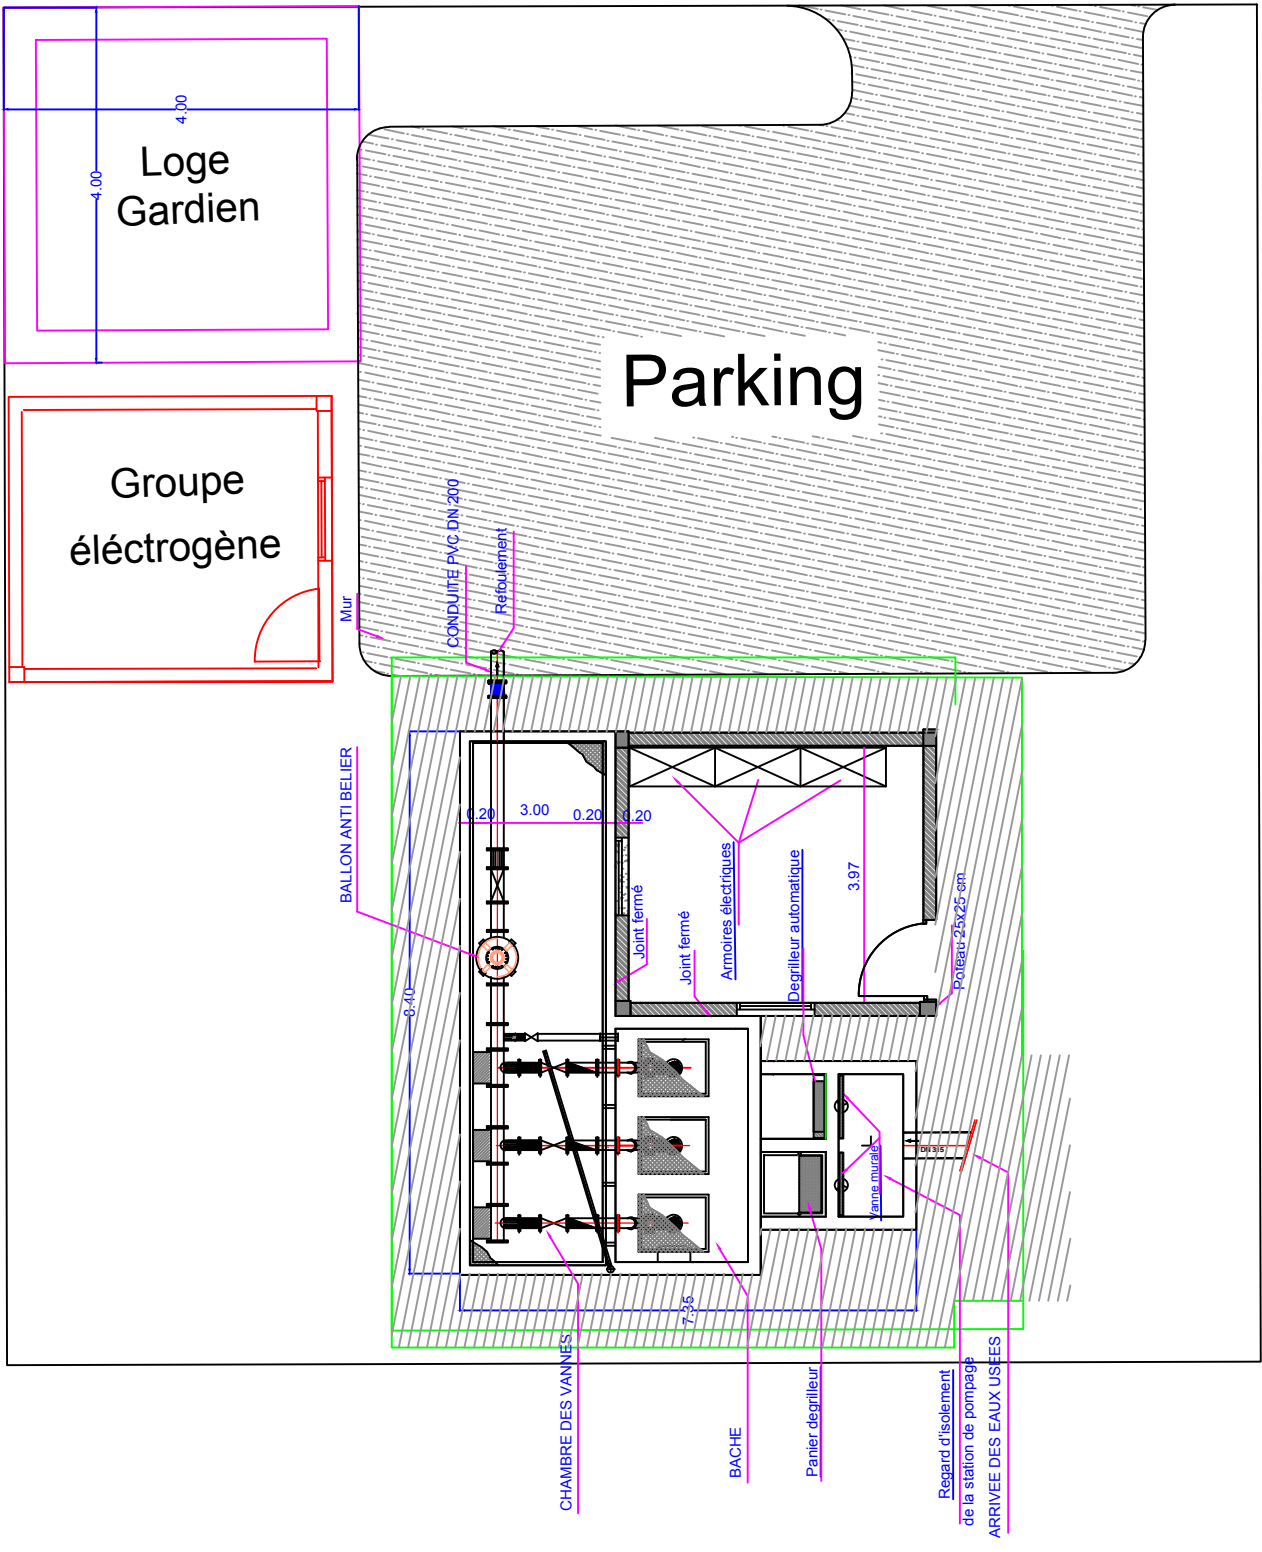 4.00
4.00
Loge
Gardien
Parking
Groupe
éléctrogène
Mur
CONDUITE PVC DN 200
Refoulement
BALLON ANTI BELIER
0.20
3.00
0.20
0.20
Joint fermé
Joint fermé
Armoires électriques
Degrilleur automatique
3.97
Poteau 25x25 cm
8.40
Vanne murale
DN 315
7.35
CHAMBRE DES VANNES
BACHE
Panier degrilleur
Regard d'isolement
de la station de pompage
ARRIVEE DES EAUX USEES